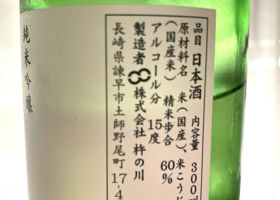 品目 日本酒 内容量 300ml
原材料名 米(国産)、米こうじ
(国産米) 精米歩合 60%
アルコール分 15度
製造者 株式会社 杵の川
長崎県諫早市土師野尾町17-4
純米吟醸